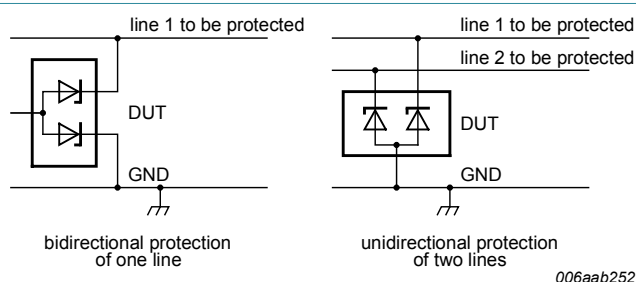 line 1 to be protected
DUT
GND
bidirectional protection
of one line
line 1 to be protected
line 2 to be protected
DUT
GND
unidirectional protection
of two lines
006aab252